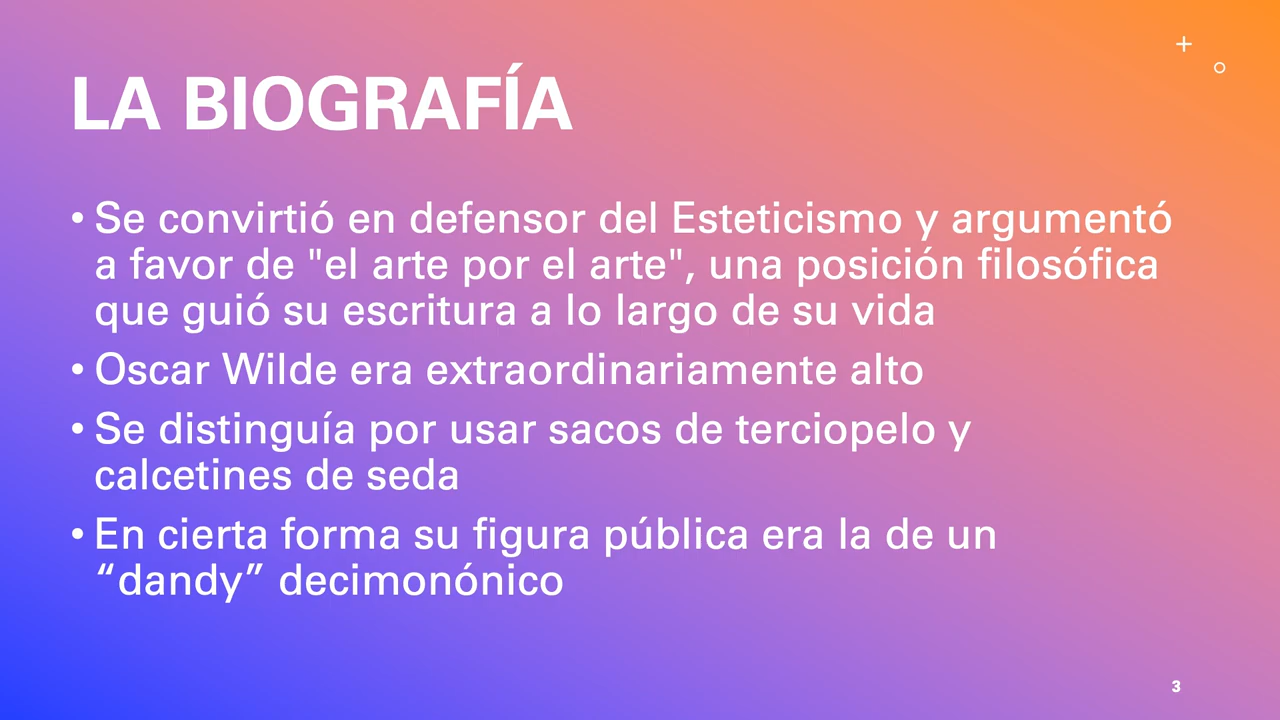 LA BIOGRAFÍA
• Se convirtió en defensor del Esteticismo y argumentó
a favor de "el arte por el arte", una posición filosófica
que guió su escritura a lo largo de su vida
• Oscar Wilde era extraordinariamente alto
• Se distinguía por usar sacos de terciopelo y
calcetines de seda
• En cierta forma su figura pública era la de un
“dandy” decimonónico
3